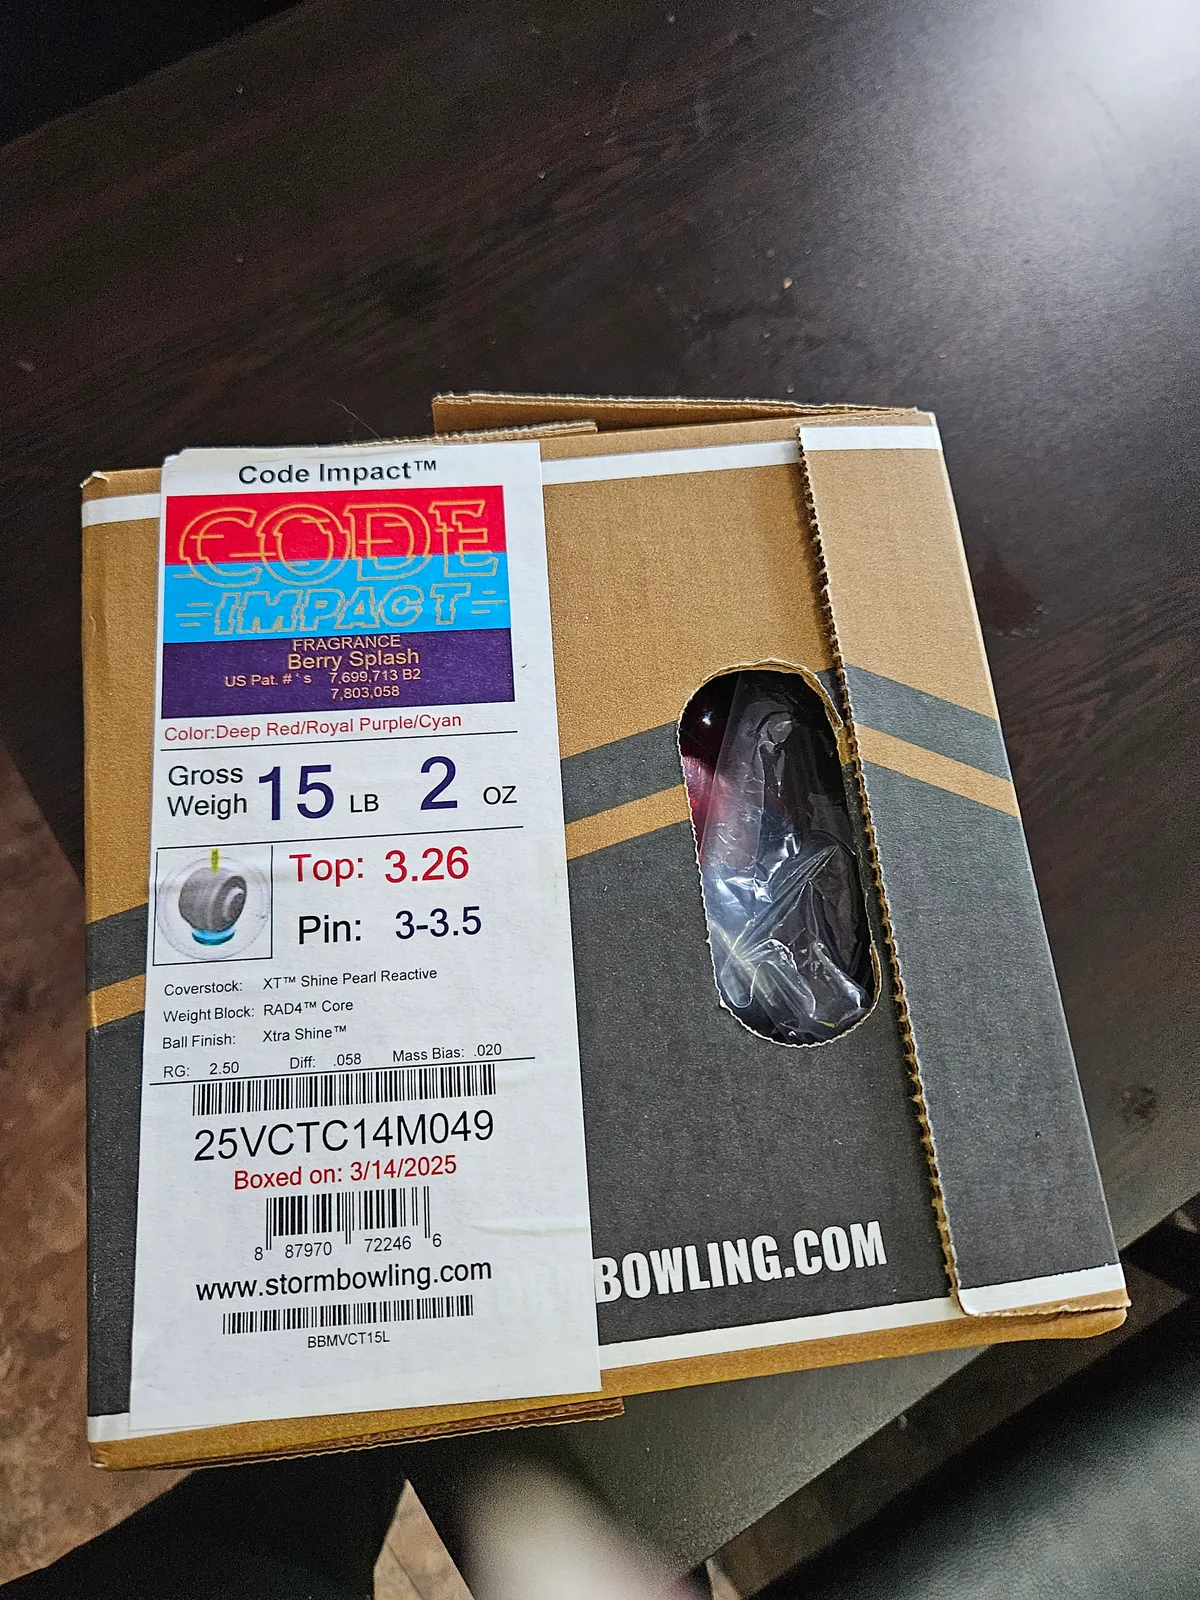 Code Impact™
CODE
IMPACT
FRAGRANCE
Berry Splash
US Pat. #'s 7,699,713 B2
7,803,058
Color:Deep Red/Royal Purple/Cyan
Gross
Weigh 15 LB 2 OZ
Top: 3.26
Pin: 3-3.5
Coverstock: XT™ Shine Pearl Reactive
Weight Block: RAD4™ Core
Ball Finish: Xtra Shine™
RG: 2.50 Diff: .058 Mass Bias: .020
25VCTC14M049
Boxed on: 3/14/2025
8 87970 72246 6
www.stormbowling.com
BBMVCT15L
BOWLING.COM